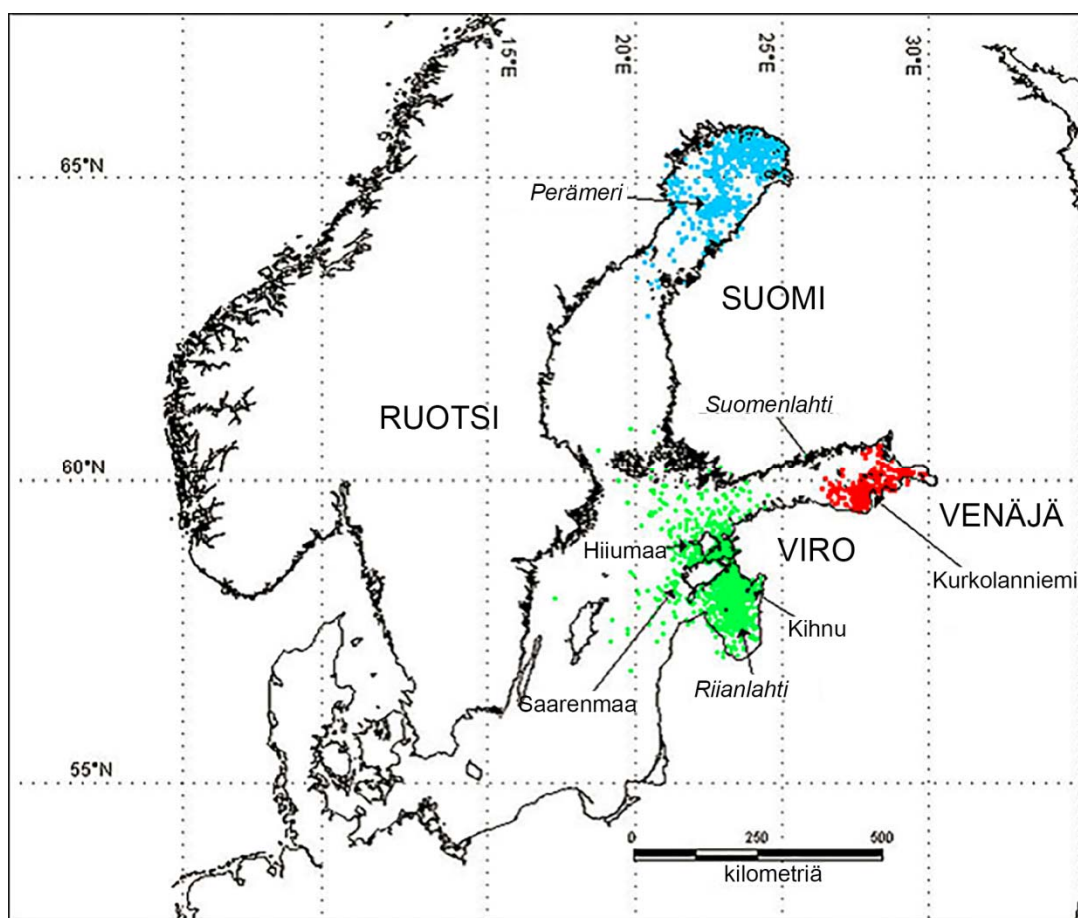 15°E
20°E
25°E
30°E
65°N
Perämeri
SUOMI
RUOTSI
Suomenlahti
60°N
VENÄJÄ
Hiiumaa
VIRO
Kurkolanniemi
Kihnu
Saarenmaa
Riianlahti
55°N
0
250
500
kilometriä